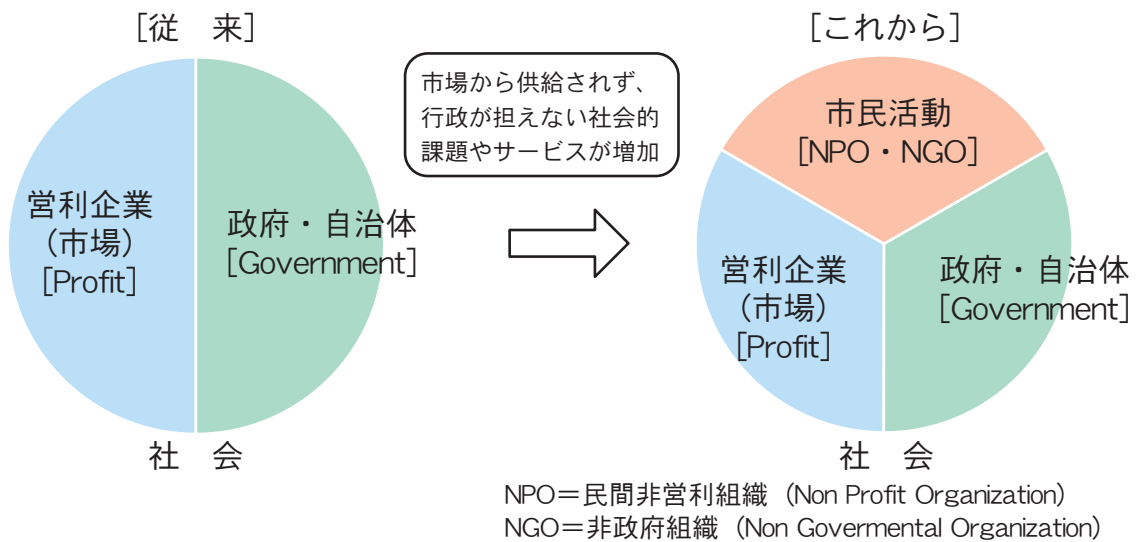 [従　来]
営利企業
（市場）
[Profit]
政府・自治体
[Government]
社　会
市場から供給されず、
行政が担えない社会的
課題やサービスが増加
[これから]
市民活動
[NPO・NGO]
営利企業
（市場）
[Profit]
政府・自治体
[Government]
社　会
NPO＝民間非営利組織（Non Profit Organization）
NGO＝非政府組織（Non Govermental Organization）